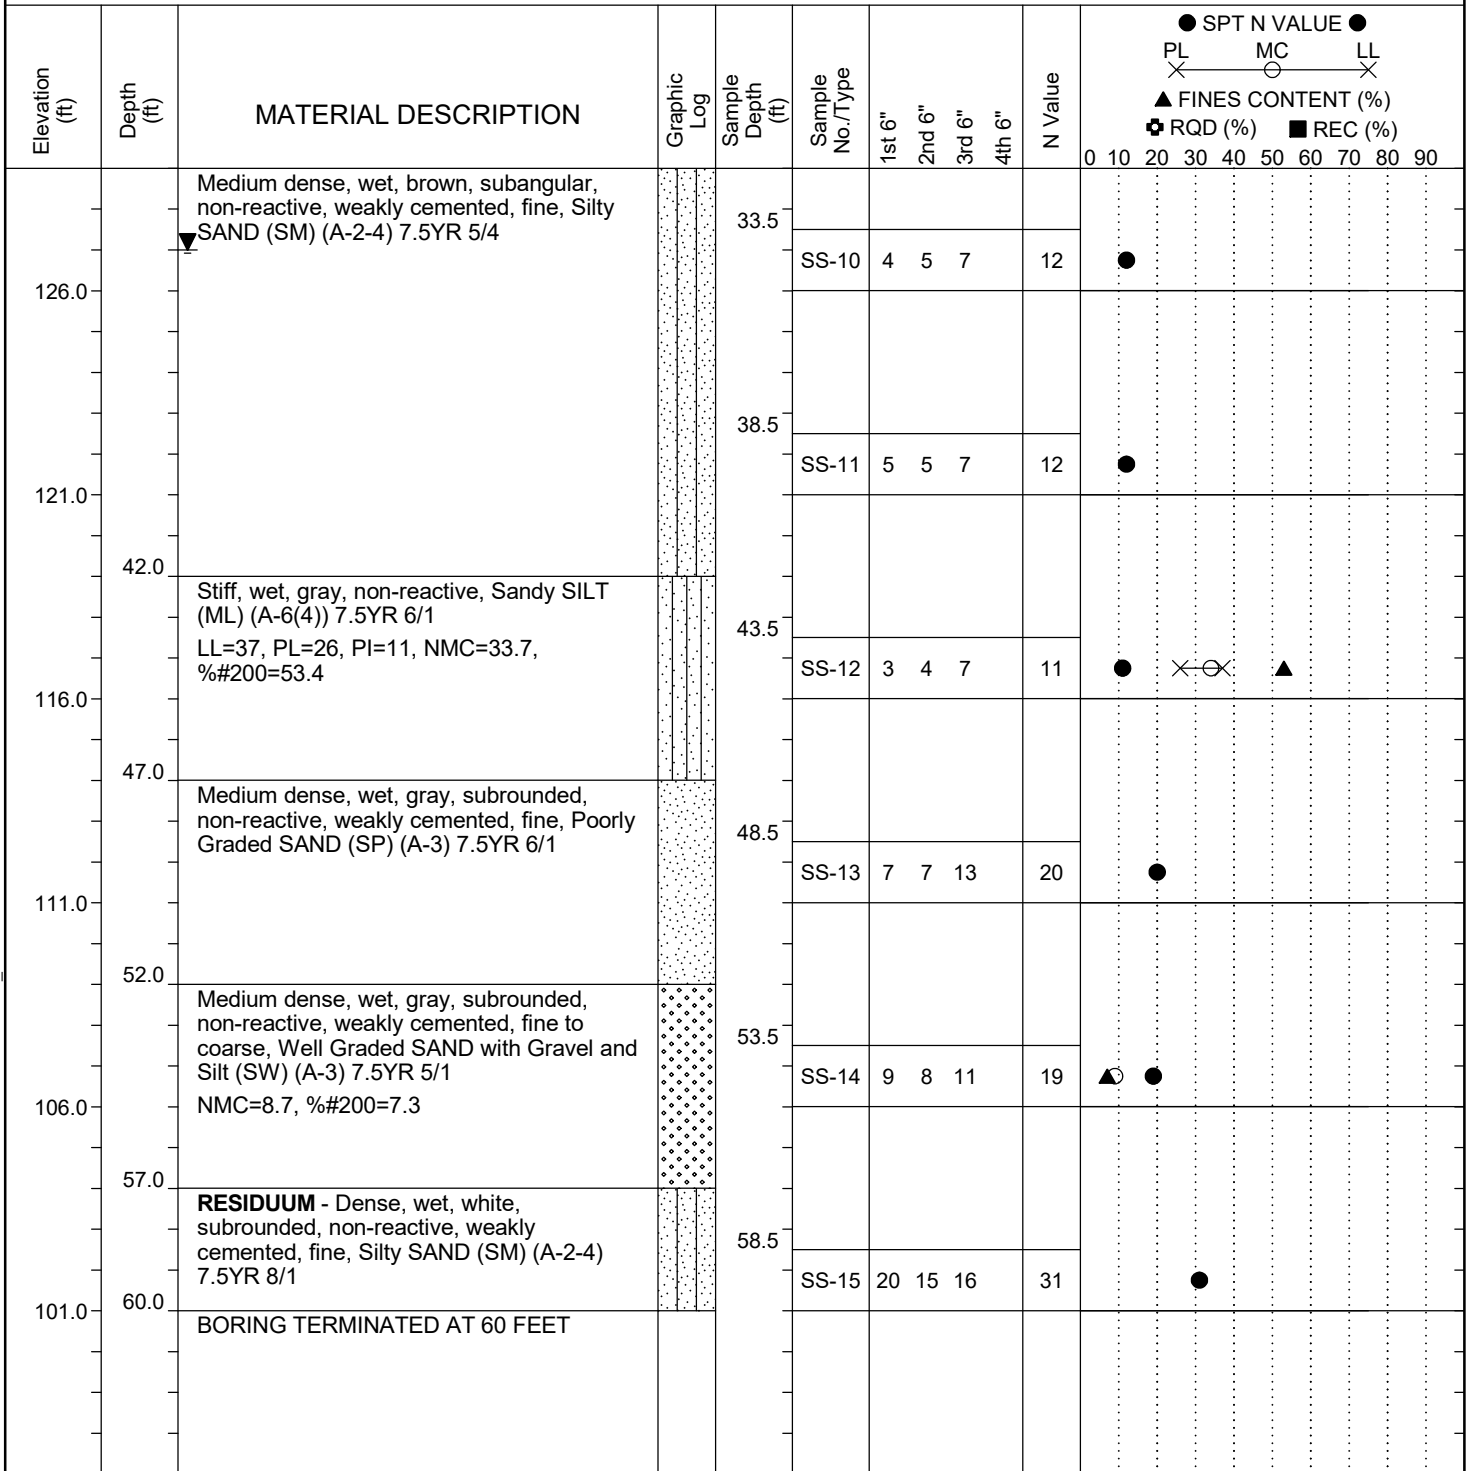 ● SPT N VALUE ●
PL MC LL
▲ FINES CONTENT (%)
RQD (%) ■ REC (%)
0 10 20 30 40 50 60 70 80 90
Elevation
(ft)
Depth
(ft)
MATERIAL DESCRIPTION
Graphic
Log
Sample
Depth
(ft)
Sample
No./Type
1st 6"
2nd 6"
3rd 6"
4th 6"
N Value
Medium dense, wet, brown, subangular,
non-reactive, weakly cemented, fine, Silty
SAND (SM) (A-2-4) 7.5YR 5/4
33.5
SS-10 4 5 7 12
126.0
38.5
SS-11 5 5 7 12
121.0
42.0
Stiff, wet, gray, non-reactive, Sandy SILT
(ML) (A-6(4)) 7.5YR 6/1
LL=37, PL=26, PI=11, NMC=33.7,
%#200=53.4
43.5
SS-12 3 4 7 11
116.0
47.0
Medium dense, wet, gray, subrounded,
non-reactive, weakly cemented, fine, Poorly
Graded SAND (SP) (A-3) 7.5YR 6/1
48.5
SS-13 7 7 13 20
111.0
52.0
Medium dense, wet, gray, subrounded,
non-reactive, weakly cemented, fine to
coarse, Well Graded SAND with Gravel and
Silt (SW) (A-3) 7.5YR 5/1
NMC=8.7, %#200=7.3
53.5
SS-14 9 8 11 19
106.0
57.0
RESIDUUM - Dense, wet, white,
subrounded, non-reactive, weakly
cemented, fine, Silty SAND (SM) (A-2-4)
7.5YR 8/1
58.5
SS-15 20 15 16 31
60.0
101.0
BORING TERMINATED AT 60 FEET